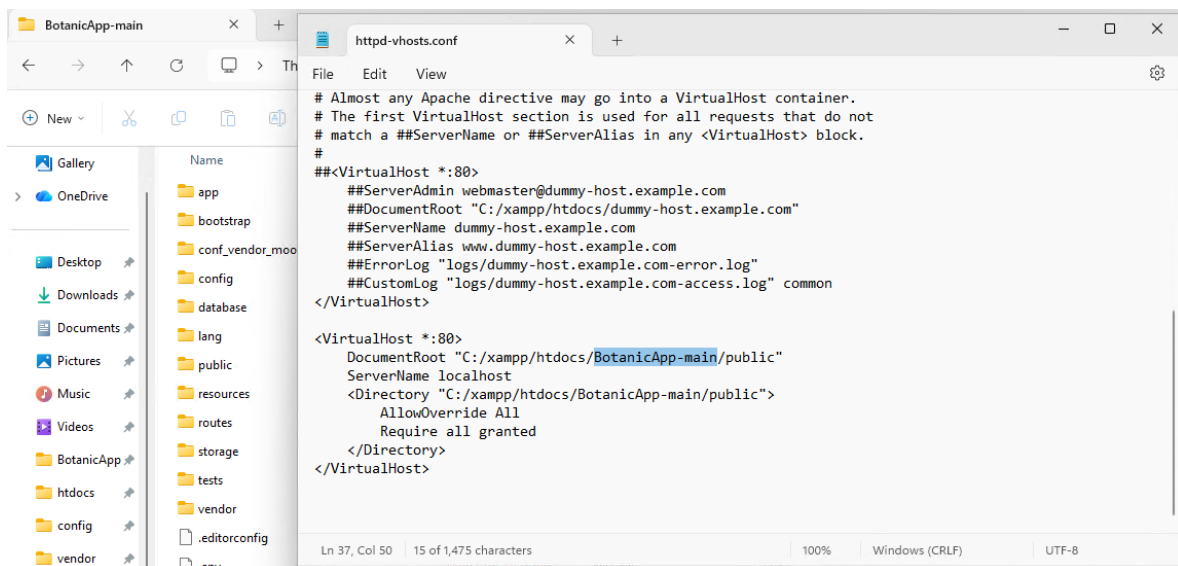 BotanicApp-main
Th
New
Gallery
OneDrive
Desktop
Downloads
Documents
Pictures
Music
Videos
BotanicApp
htdocs
config
vendor
Name
app
bootstrap
conf_vendor_moo
config
database
lang
public
resources
routes
storage
tests
vendor
.editorconfig
httpd-vhosts.conf
File Edit View
# Almost any Apache directive may go into a VirtualHost container.
# The first VirtualHost section is used for all requests that do not
# match a ##ServerName or ##ServerAlias in any <VirtualHost> block.
#
##<VirtualHost *:80>
##ServerAdmin webmaster@dummy-host.example.com
##DocumentRoot "C:/xampp/htdocs/dummy-host.example.com"
##ServerName dummy-host.example.com
##ServerAlias www.dummy-host.example.com
##ErrorLog "logs/dummy-host.example.com-error.log"
##CustomLog "logs/dummy-host.example.com-access.log" common
</VirtualHost>
<VirtualHost *:80>
DocumentRoot "C:/xampp/htdocs/BotanicApp-main/public"
ServerName localhost
<Directory "C:/xampp/htdocs/BotanicApp-main/public">
AllowOverride All
Require all granted
</Directory>
</VirtualHost>
Ln 37, Col 50 15 of 1,475 characters 100% Windows (CRLF) UTF-8